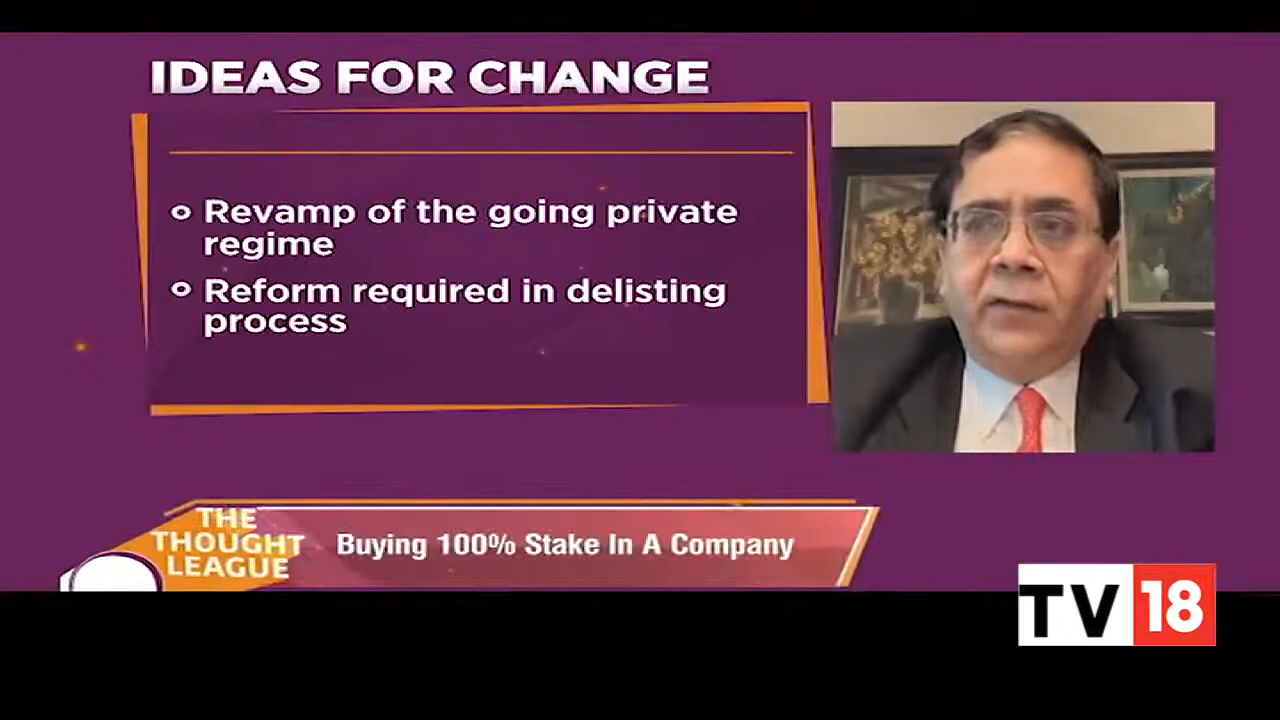 IDEAS FOR CHANGE
Revamp of the going private
regime
Reform required in delisting
process
THE
THOUGHT
LEAGUE
Buying 100% Stake In A Company
TV18